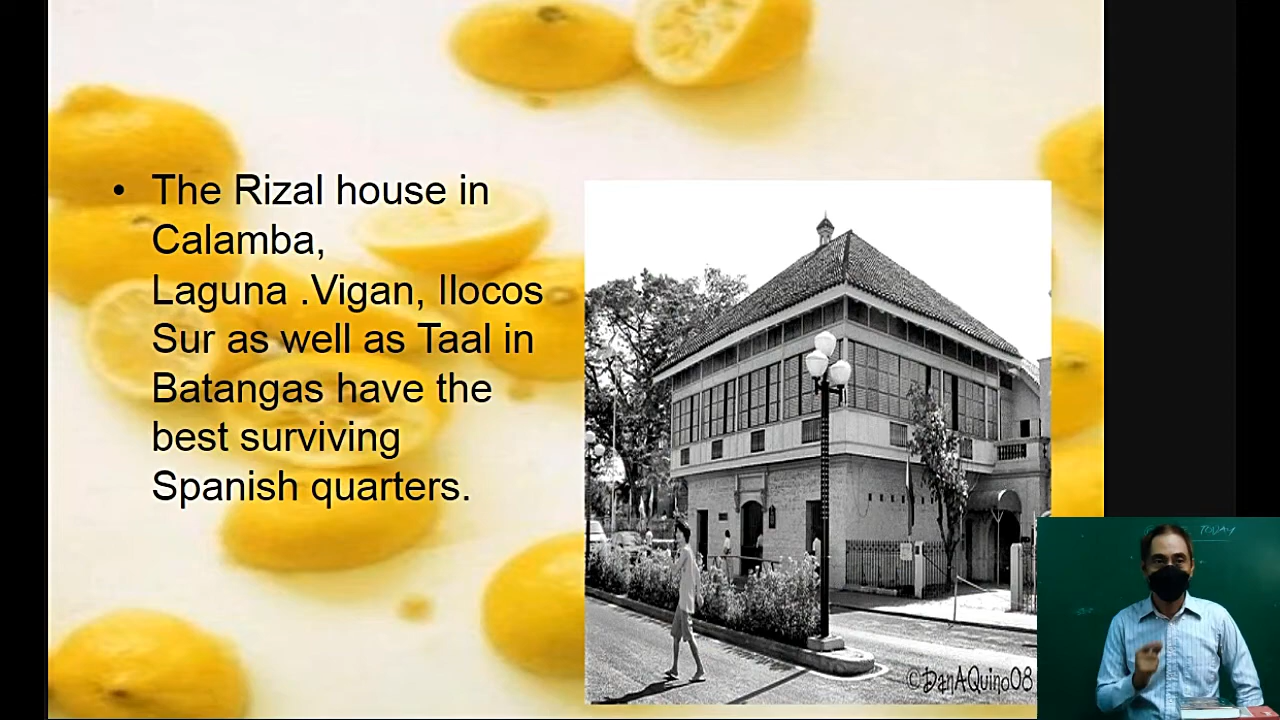 • The Rizal house in
Calamba,
Laguna .Vigan, Ilocos
Sur as well as Taal in
Batangas have the
best surviving
Spanish quarters.
©DanAQuino08
TODAY